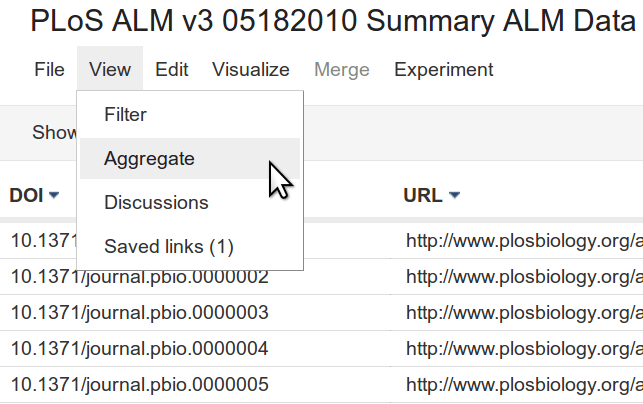 PLoS ALM v3 05182010 Summary ALM Data
File View Edit Visualize Merge Experiment
Filter
Show
Aggregate
Discussions
Saved links (1)
DOI URL
10.1371 http://www.plosbiology.org/a
10.1371/journal.pbio.0000002 http://www.plosbiology.org/a
10.1371/journal.pbio.0000003 http://www.plosbiology.org/a
10.1371/journal.pbio.0000004 http://www.plosbiology.org/a
10.1371/journal.pbio.0000005 http://www.plosbiology.org/a